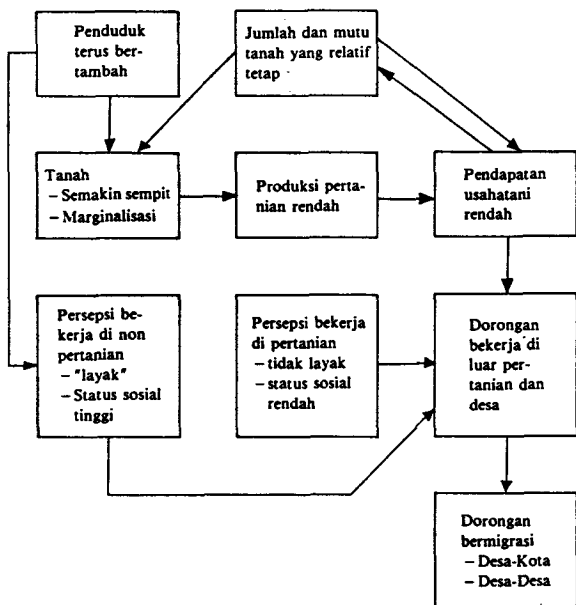 Penduduk
terus ber-
tambah
Jumlah dan mutu
tanah yang relatif
tetap
Tanah
– Semakin sempit
– Marginalisasi
Produksi perta-
nian rendah
Pendapatan
usahatani
rendah
Persepsi be-
kerja di non
pertanian
– "layak"
– Status sosial
tinggi
Persepsi bekerja
di pertanian
– tidak layak
– status sosial
rendah
Dorongan
bekerja di
luar per-
tanian dan
desa
Dorongan
bermigrasi
– Desa-Kota
– Desa-Desa